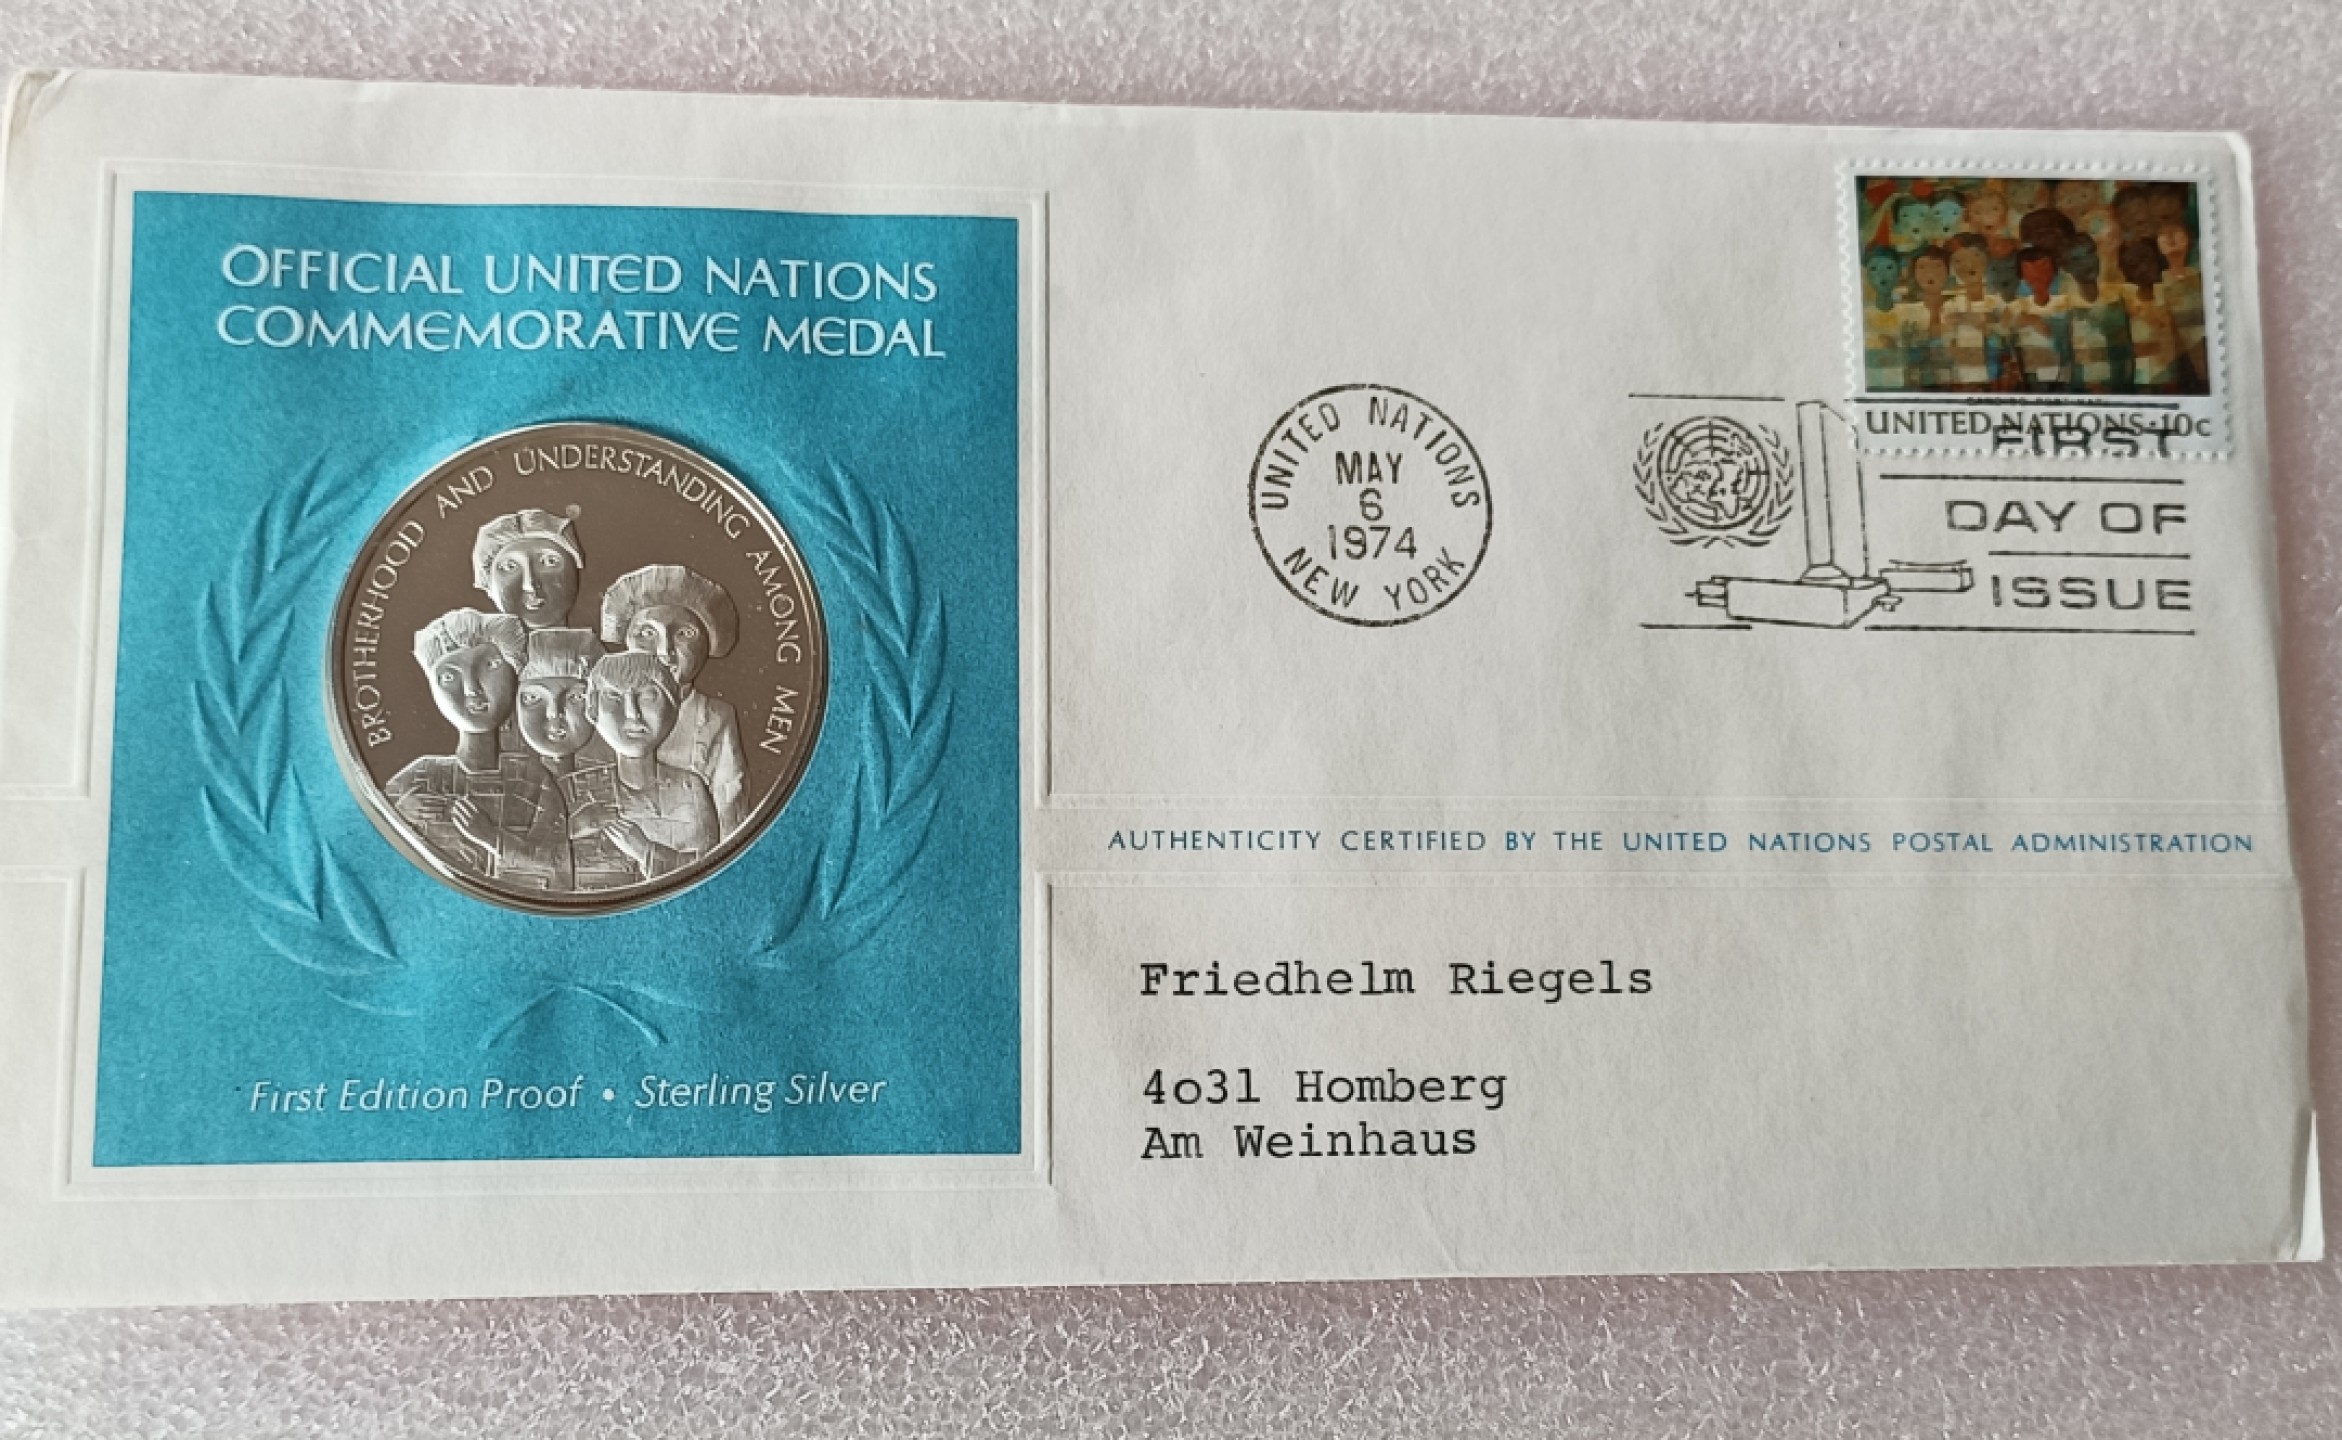 OFFICIAL UNITED NATIONS
COMMEMORATIVE MEDAL
BROTHERHOOD AND UNDERSTANDING AMONG MEN
First Edition Proof • Sterling Silver
UNITED NATIONS
MAY
6
1974
NEW YORK
UNITED NATIONS·10c
FIRST
DAY OF
ISSUE
AUTHENTICITY CERTIFIED BY THE UNITED NATIONS POSTAL ADMINISTRATION
Friedhelm Riegels
4o31 Homberg
Am Weinhaus